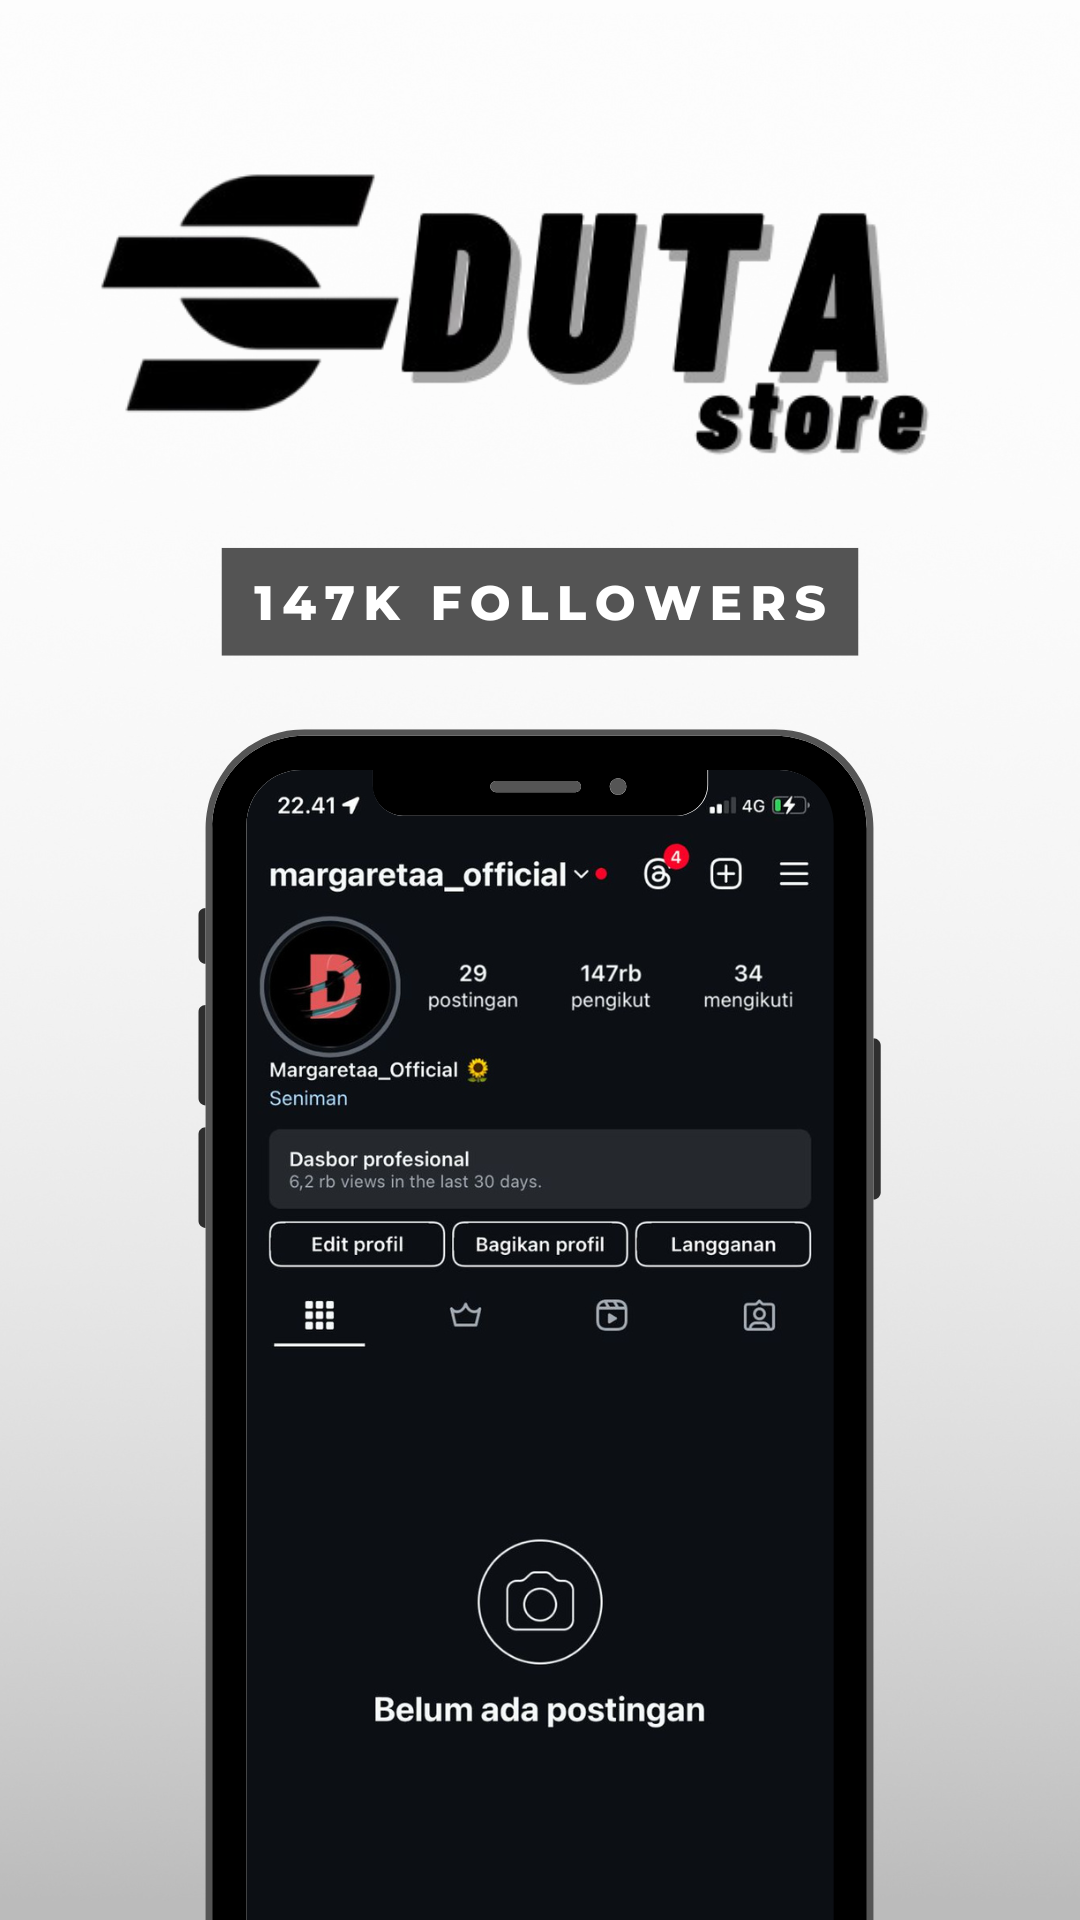 DUTA
store
147K FOLLOWERS
22.41
4G
margaretaa_official
4
29
147rb
34
postingan
pengikut
mengikuti
Margaretaa_Official 🌻
Seniman
Dasbor profesional
6,2 rb views in the last 30 days.
Edit profil
Bagikan profil
Langganan
Belum ada postingan